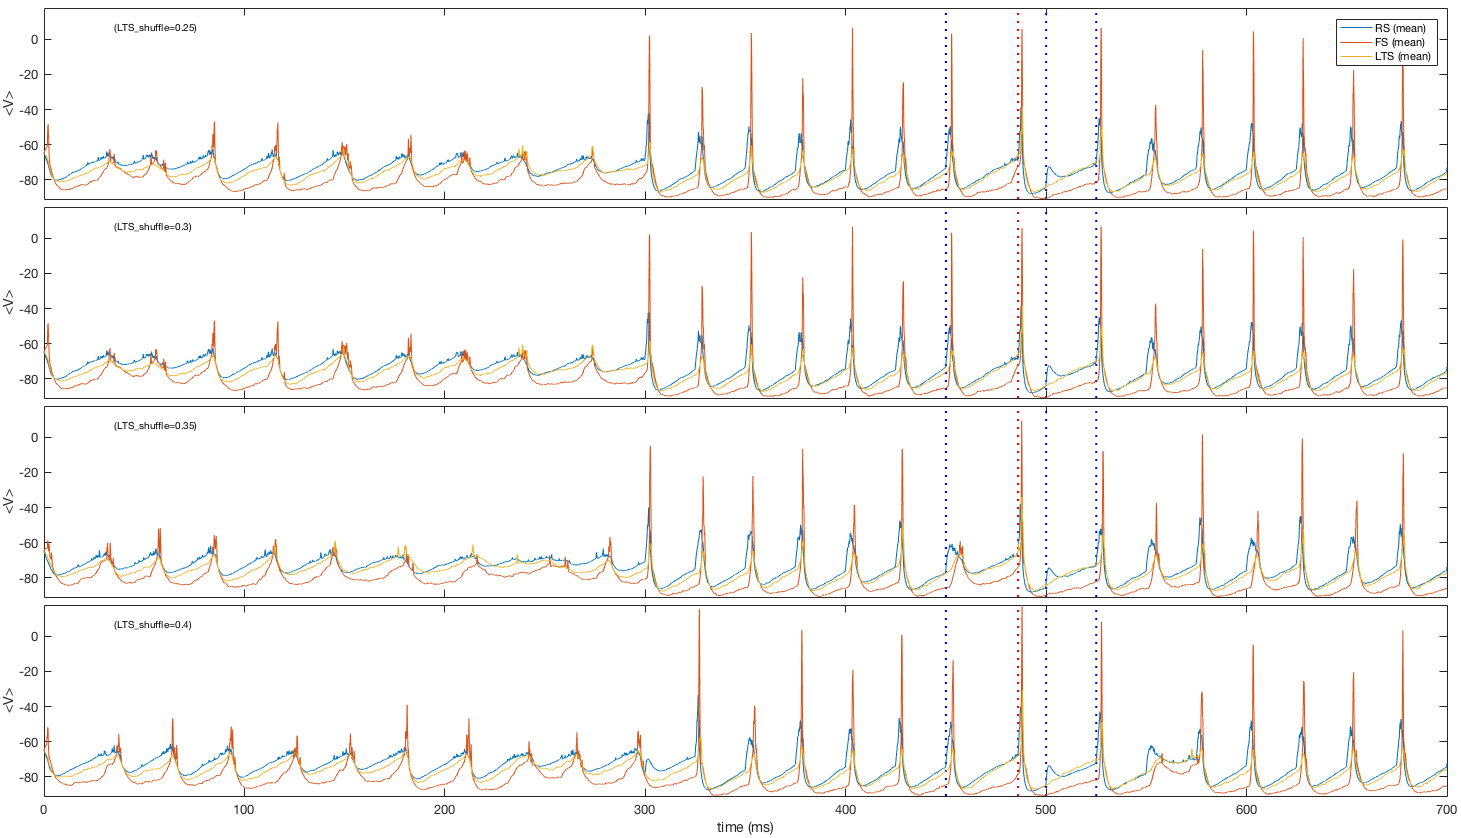 (LTS_shuffle=0.25)
RS (mean)
FS (mean)
LTS (mean)
0
-20
-40
-60
-80
<V>
(LTS_shuffle=0.3)
0
-20
-40
-60
-80
<V>
(LTS_shuffle=0.35)
0
-20
-40
-60
-80
<V>
(LTS_shuffle=0.4)
0
-20
-40
-60
-80
<V>
0 100 200 300 400 500 600 700
time (ms)